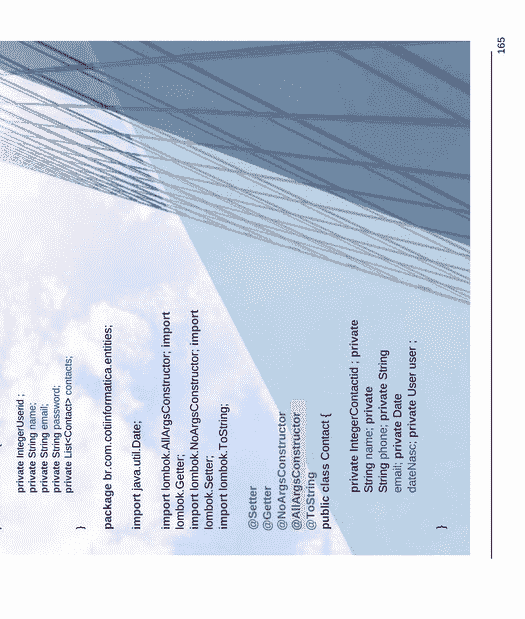 private IntegerUserid ;
private String name;
private String email;
private String password;
private List<Contact> contacts;
}
package br.com.cotiinformatica.entities;
import java.util.Date;
import lombok.AllArgsConstructor; import
lombok.Getter;
import lombok.NoArgsConstructor; import
lombok.Setter;
import lombok.ToString;
@Setter
@Getter
@NoArgsConstructor
@AllArgsConstructor
@ToString
public class Contact {
private IntegerContactid ; private
String name; private
String phone; private String
email; private Date
dateNasc; private User user ;
}
165